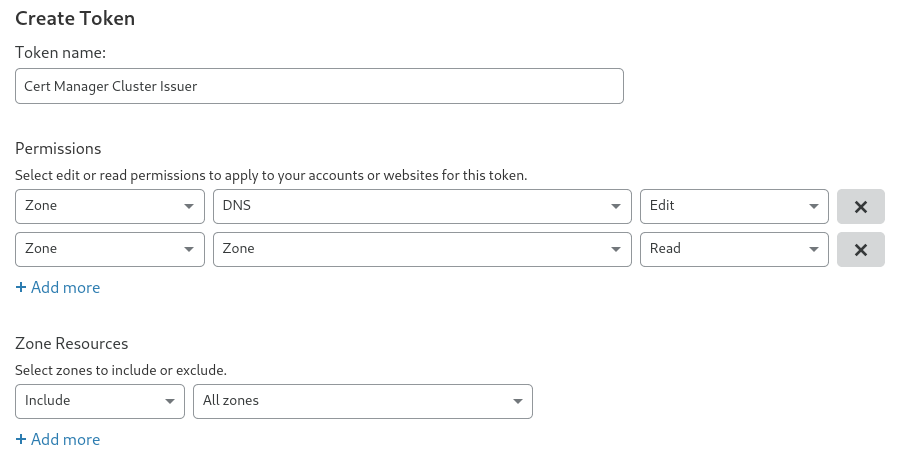 Create Token
Token name:
Cert Manager Cluster Issuer
Permissions
Select edit or read permissions to apply to your accounts or websites for this token.
Zone DNS Edit
Zone Zone Read
+ Add more
Zone Resources
Select zones to include or exclude.
Include All zones
+ Add more